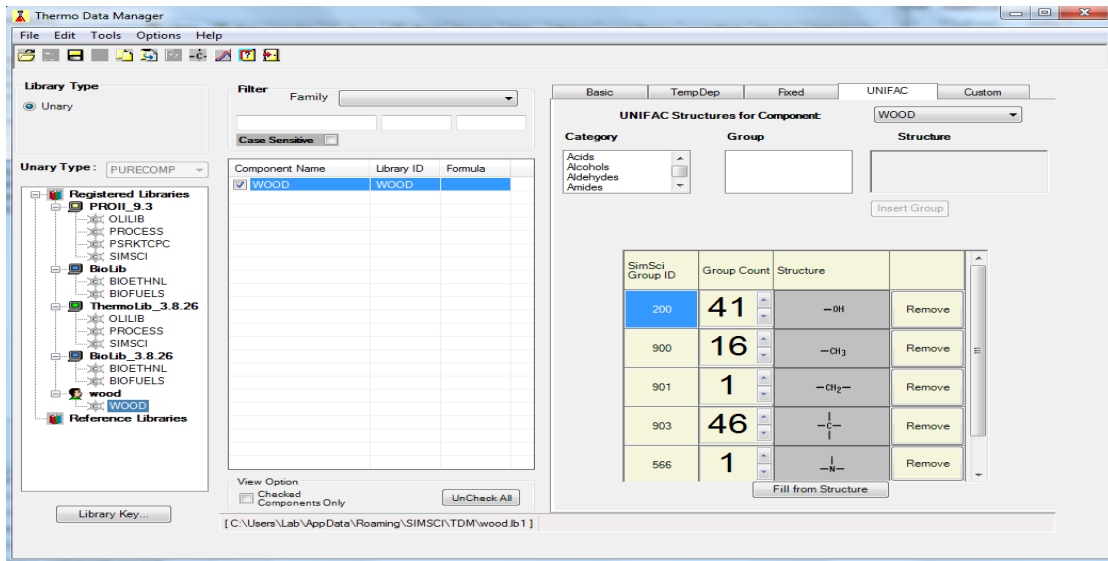 Thermo Data Manager
File Edit Tools Options Help
Library Type
Unary
Unary Type : PURECOMP
Registered Libraries
PROII_9.3
OLILIB
PROCESS
PSRKTCPC
SIMSCI
BioLib
BIOETHNL
BIOFUELS
ThermoLib_3.8.26
OLILIB
PROCESS
SIMSCI
BioLib_3.8.26
BIOETHNL
BIOFUELS
wood
WOOD
Reference Libraries
Library Key...
Filter
Family
Case Sensitive
Component Name Library ID Formula
WOOD WOOD
View Option
Checked Components Only
UnCheck All
[ C:\Users\Lab\AppData\Roaming\SIMSCI\TDM\wood.lb1 ]
Basic TempDep Fixed UNIFAC Custom
UNIFAC Structures for Component: WOOD
Category Group Structure
Acids
Alcohols
Aldehydes
Amides
Insert Group
SimSci Group ID Group Count Structure
200 41 —OH Remove
900 16 —CH3 Remove
901 1 —CH2— Remove
903 46 —C— Remove
566 1 —N— Remove
Fill from Structure